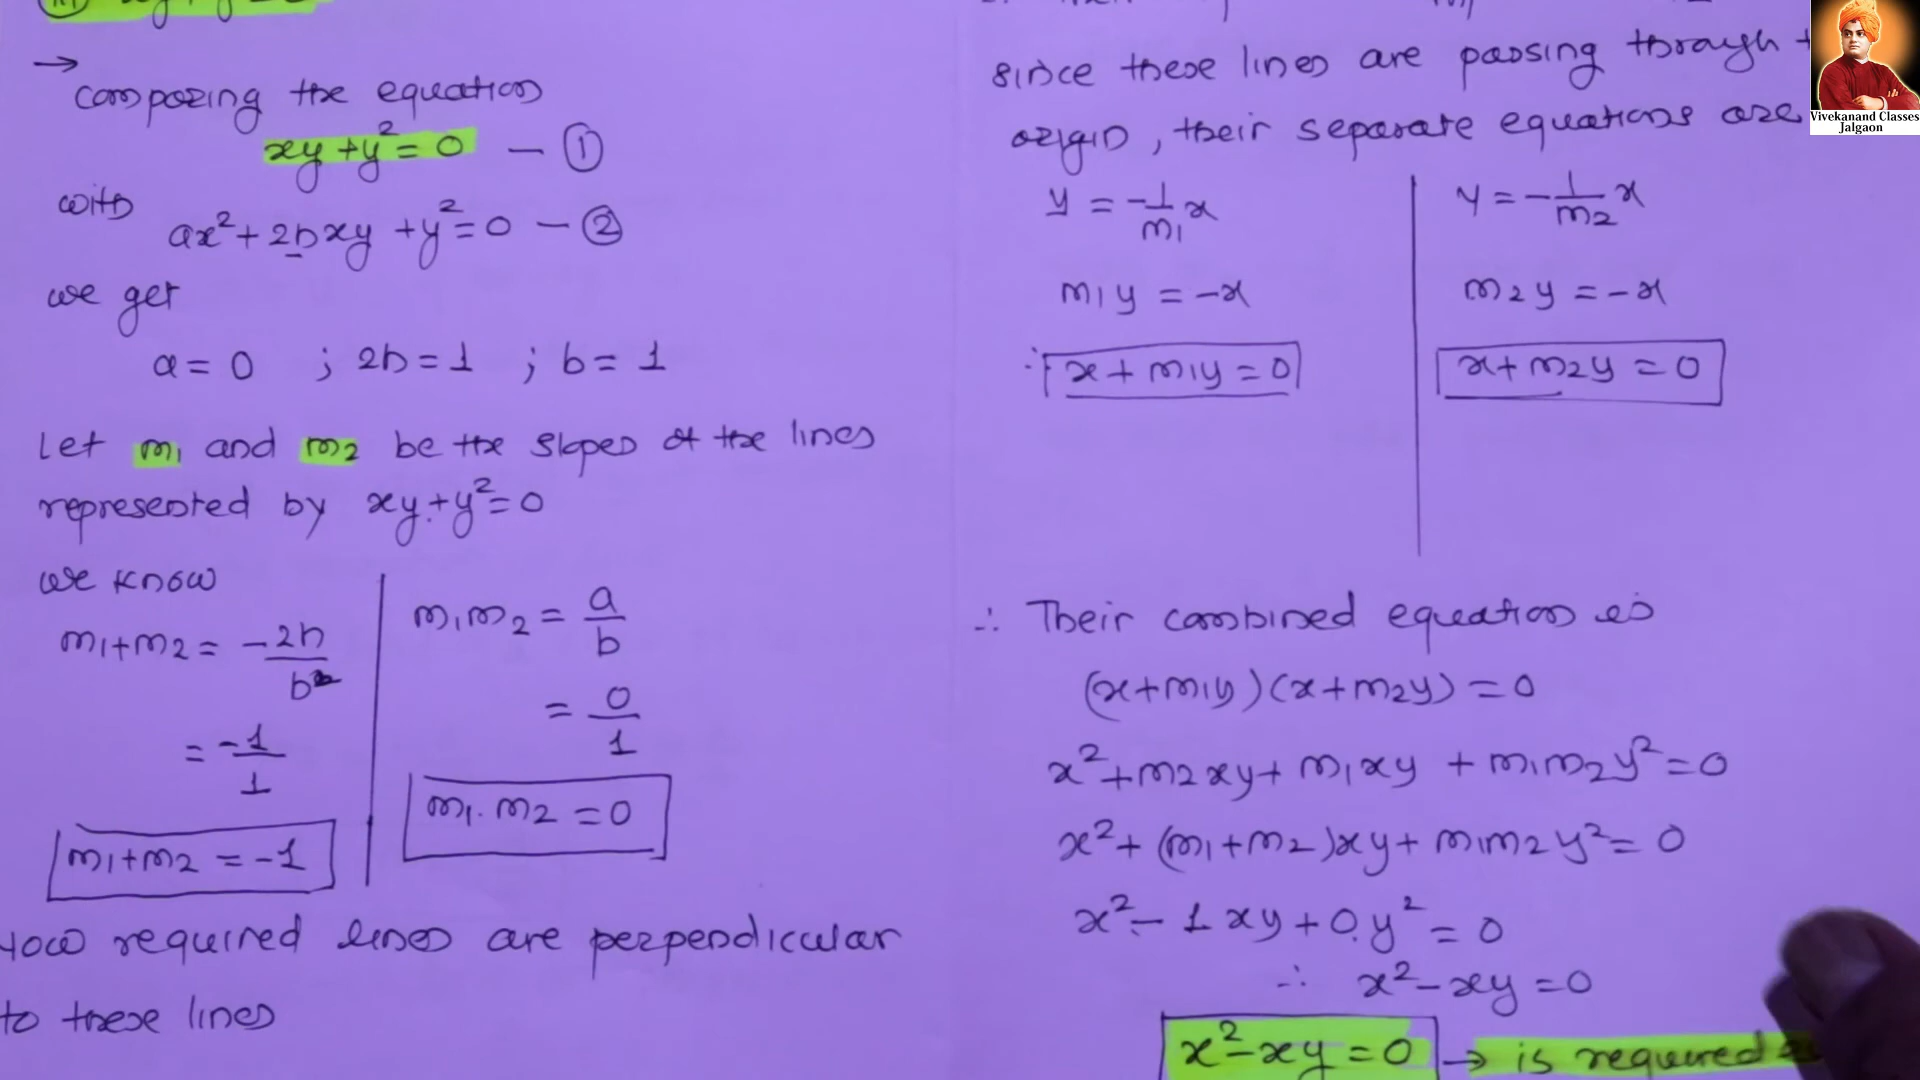 →
comparing the equation
xy + y² = 0 — ①
with
ax² + 2hxy + y² = 0 — ②
we get
a = 0 ; 2h = 1 ; b = 1
Let m₁ and m₂ be the slopes of the lines
represented by xy + y² = 0
we know
m₁+m₂ = -2h/b
= -1/1
m₁+m₂ = -1
m₁m₂ = a/b
= 0/1
m₁.m₂ = 0
required lines are perpendicular
to these lines
since these lines are passing through
origin, their separate equations are
y = -1/m₁ x
m₁y = -x
∴ x + m₁y = 0
y = -1/m₂ x
m₂y = -x
x + m₂y = 0
∴ Their combined equation is
(x+m₁y)(x+m₂y) = 0
x² + m₂xy + m₁xy + m₁m₂y² = 0
x² + (m₁+m₂)xy + m₁m₂y² = 0
x² - 1xy + 0.y² = 0
∴ x² - xy = 0
x² - xy = 0 → is required
Vivekanand Classes
Jalgaon